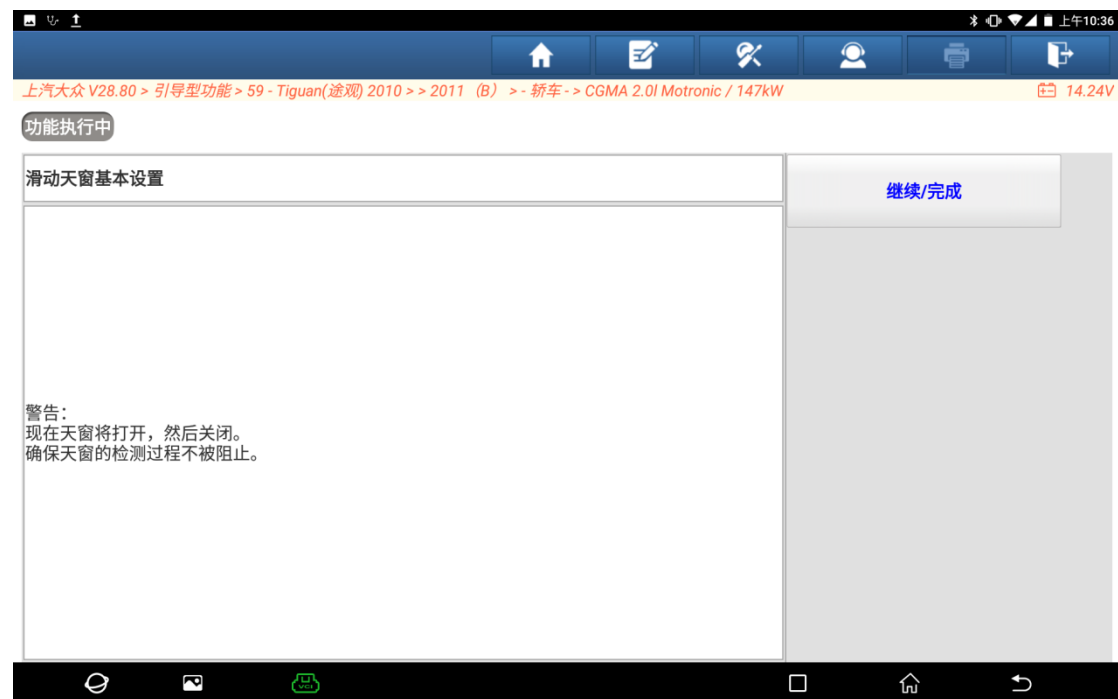 上午10:36
上汽大众 V28.80 > 引导型功能 > 59 - Tiguan(途观) 2010 > > 2011（B） > - 轿车 - > CGMA 2.0l Motronic / 147kW
14.24V
功能执行中
滑动天窗基本设置
继续/完成
警告：
现在天窗将打开，然后关闭。
确保天窗的检测过程不被阻止。
VCI